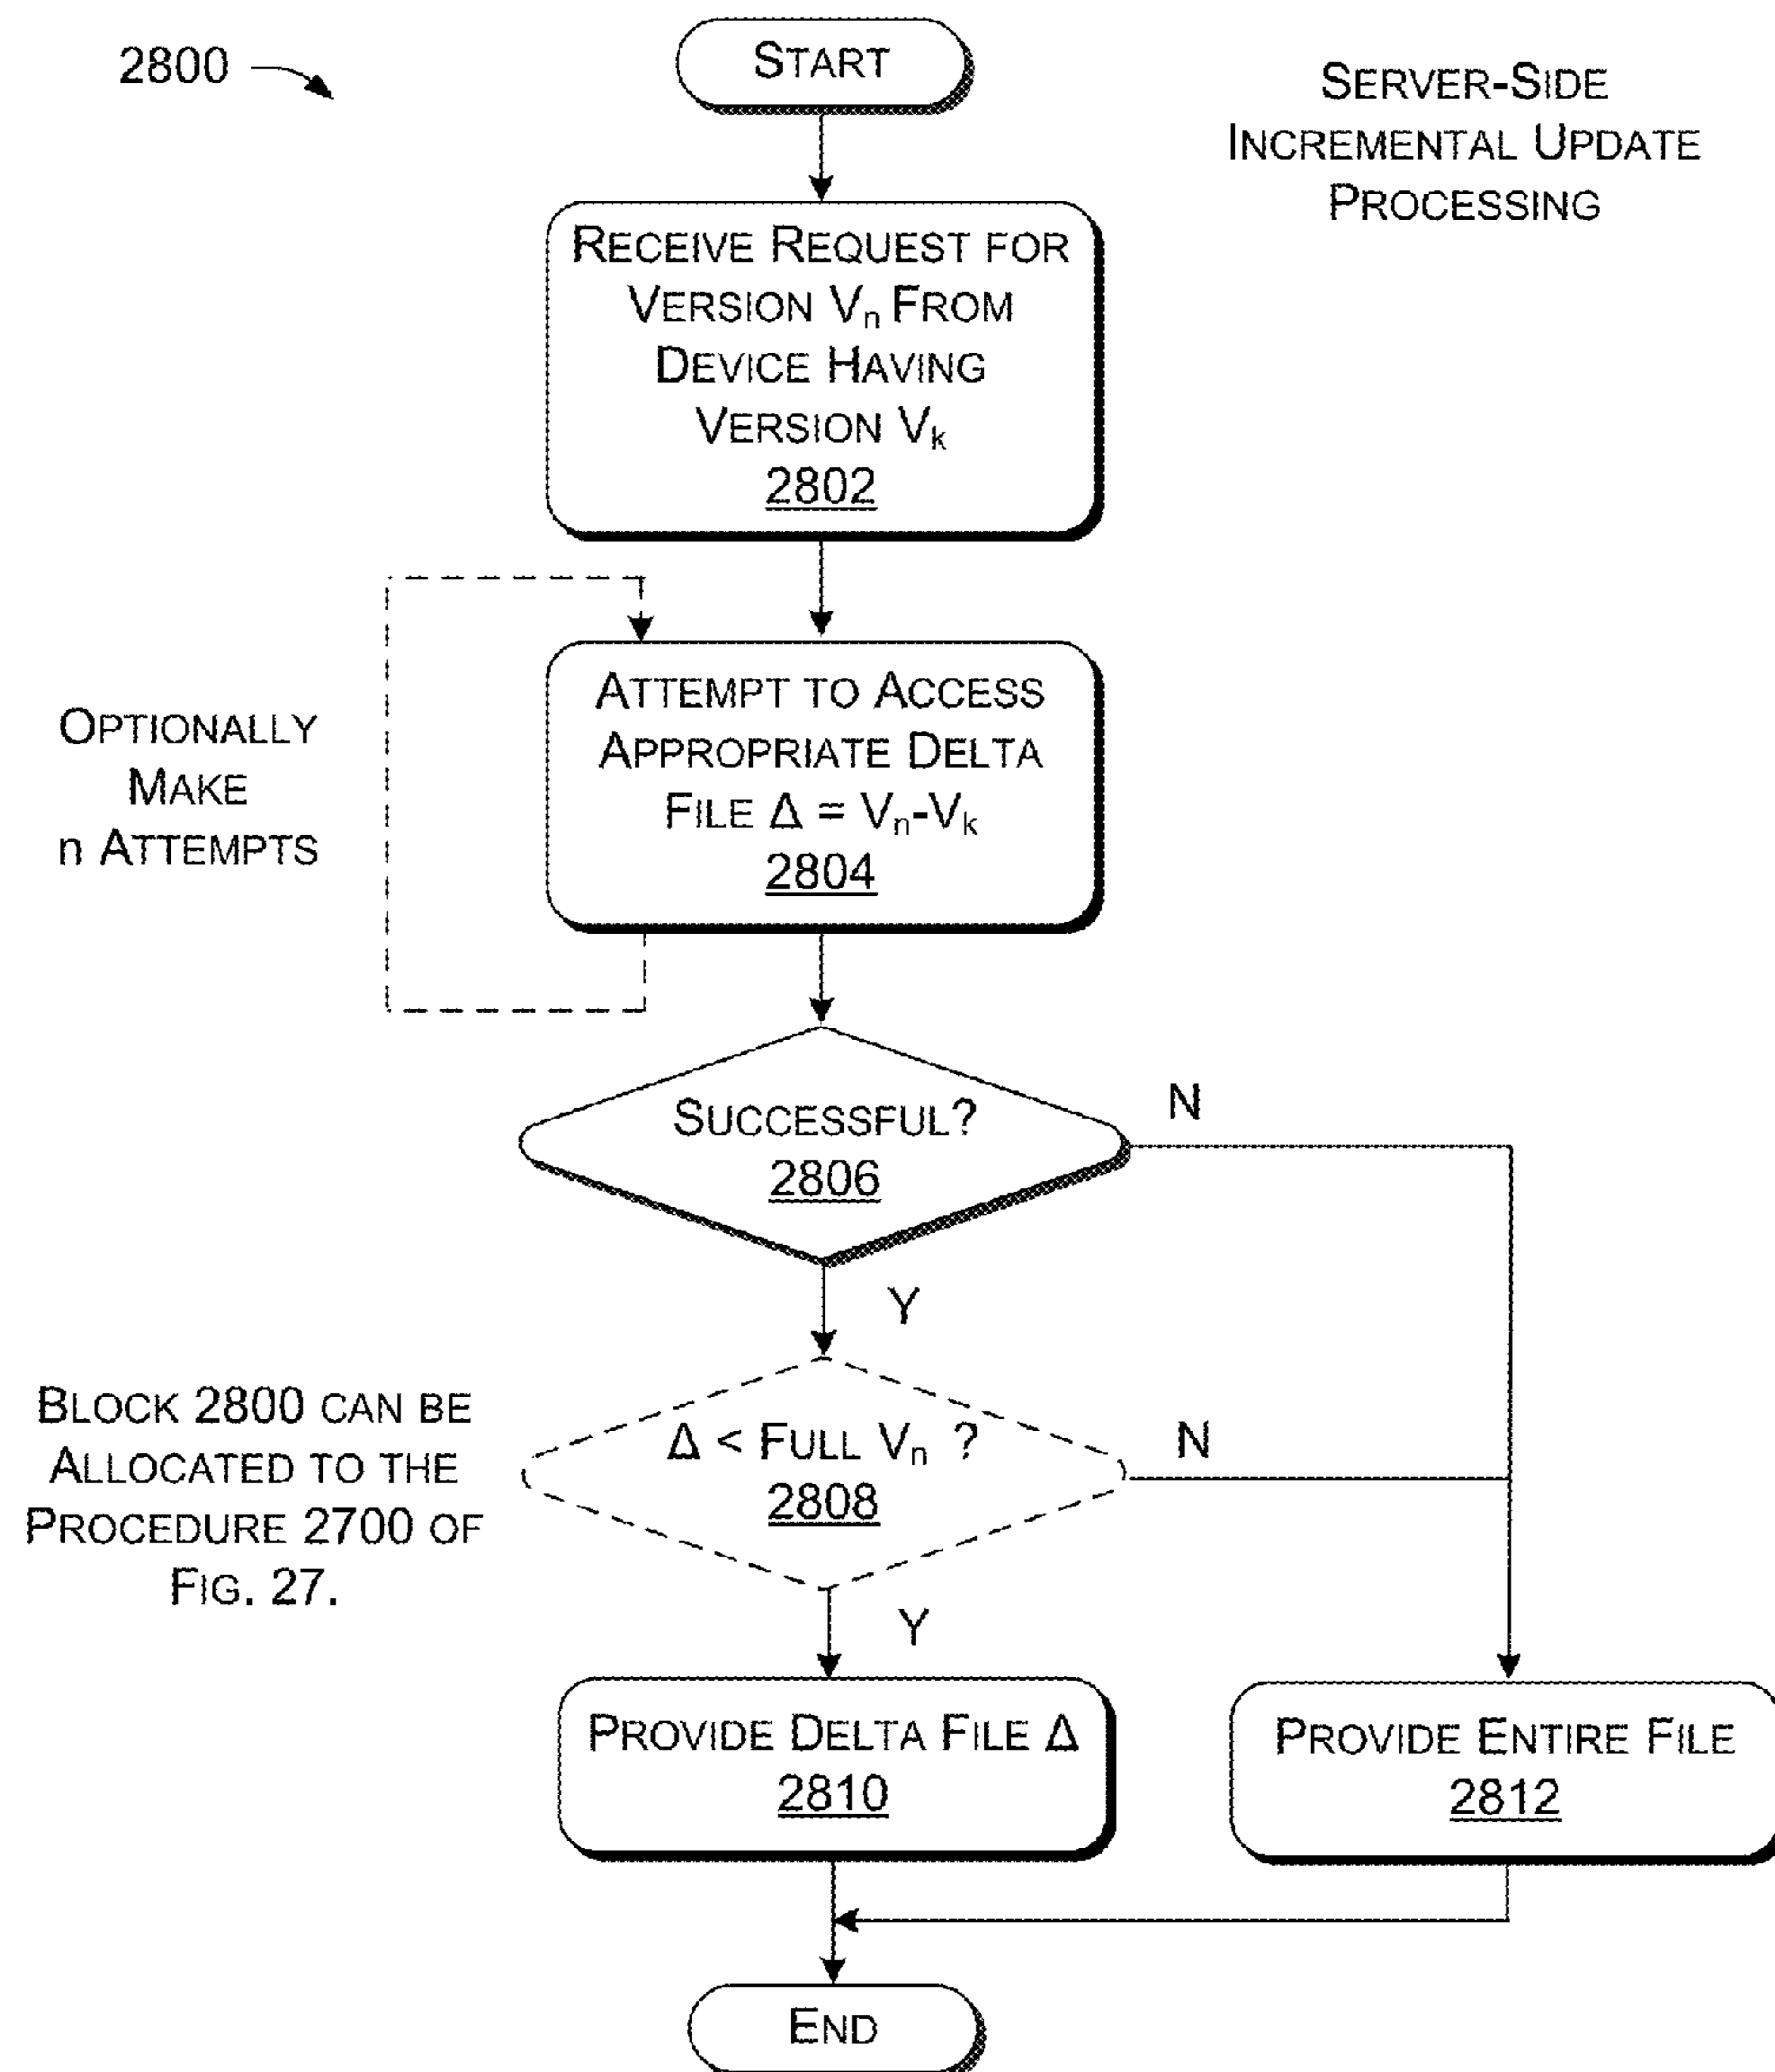 2800
START
SERVER-SIDE
INCREMENTAL UPDATE
PROCESSING
RECEIVE REQUEST FOR
VERSION Vn FROM
DEVICE HAVING
VERSION Vk
2802
OPTIONALLY
MAKE
n ATTEMPTS
ATTEMPT TO ACCESS
APPROPRIATE DELTA
FILE Δ = Vn-Vk
2804
SUCCESSFUL?
2806
N
Y
BLOCK 2800 CAN BE
ALLOCATED TO THE
PROCEDURE 2700 OF
FIG. 27.
Δ < FULL Vn ?
2808
N
Y
PROVIDE DELTA FILE Δ
2810
PROVIDE ENTIRE FILE
2812
END